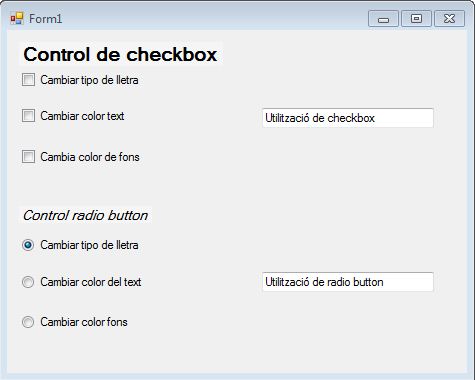 Form1
Control de checkbox
Cambiar tipo de lletra
Cambiar color text
Utilització de checkbox
Cambia color de fons
Control radio button
Cambiar tipo de lletra
Cambiar color del text
Utilització de radio button
Cambiar color fons